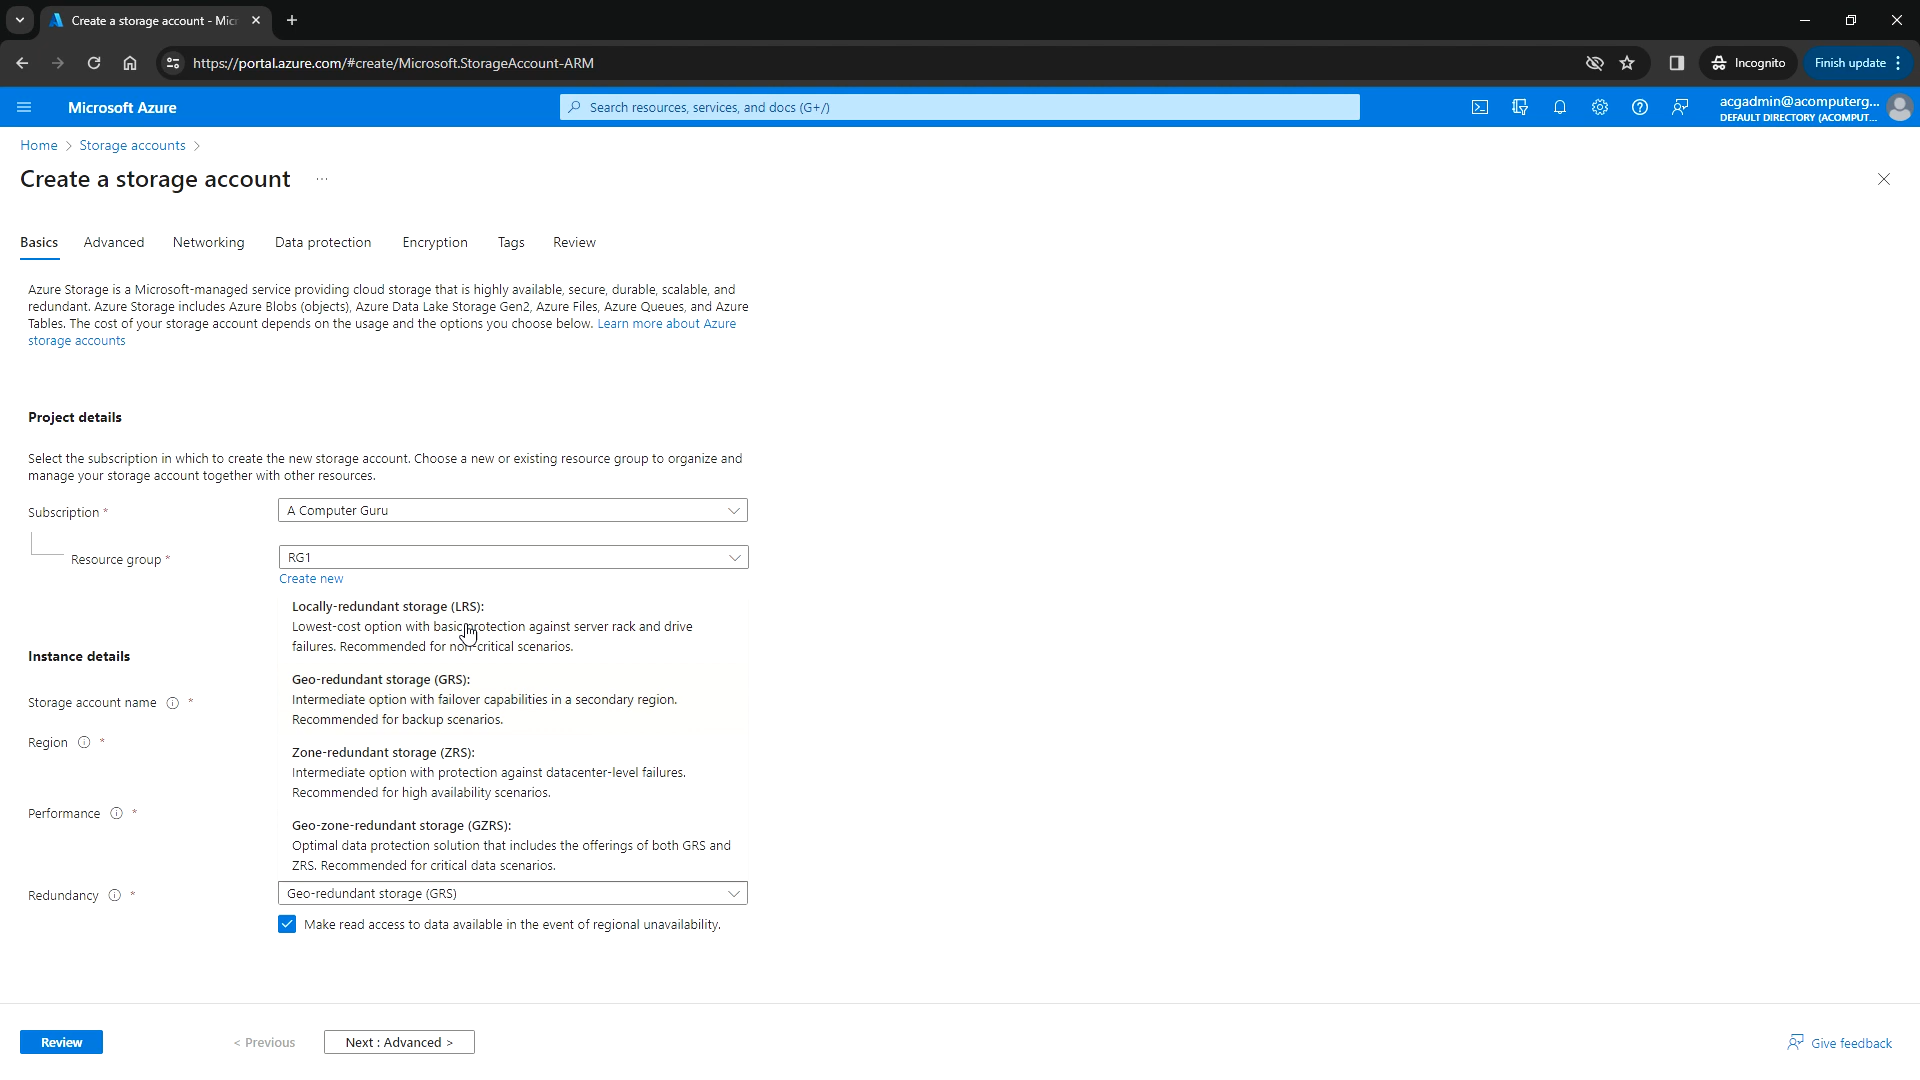 Create a storage account - Mic
https://portal.azure.com/#create/Microsoft.StorageAccount-ARM
Incognito
Finish update
Microsoft Azure
Search resources, services, and docs (G+/)
acgadmin@acomputerg...
DEFAULT DIRECTORY (ACOMPUT...
Home > Storage accounts >
Create a storage account ...
Basics Advanced Networking Data protection Encryption Tags Review
Azure Storage is a Microsoft-managed service providing cloud storage that is highly available, secure, durable, scalable, and
redundant. Azure Storage includes Azure Blobs (objects), Azure Data Lake Storage Gen2, Azure Files, Azure Queues, and Azure
Tables. The cost of your storage account depends on the usage and the options you choose below. Learn more about Azure
storage accounts
Project details
Select the subscription in which to create the new storage account. Choose a new or existing resource group to organize and
manage your storage account together with other resources.
Subscription *
A Computer Guru
Resource group *
RG1
Create new
Locally-redundant storage (LRS):
Lowest-cost option with basic protection against server rack and drive
failures. Recommended for non-critical scenarios.
Instance details
Geo-redundant storage (GRS):
Intermediate option with failover capabilities in a secondary region.
Recommended for backup scenarios.
Storage account name *
Region *
Zone-redundant storage (ZRS):
Intermediate option with protection against datacenter-level failures.
Recommended for high availability scenarios.
Performance *
Geo-zone-redundant storage (GZRS):
Optimal data protection solution that includes the offerings of both GRS and
ZRS. Recommended for critical data scenarios.
Redundancy *
Geo-redundant storage (GRS)
Make read access to data available in the event of regional unavailability.
Review
< Previous
Next : Advanced >
Give feedback